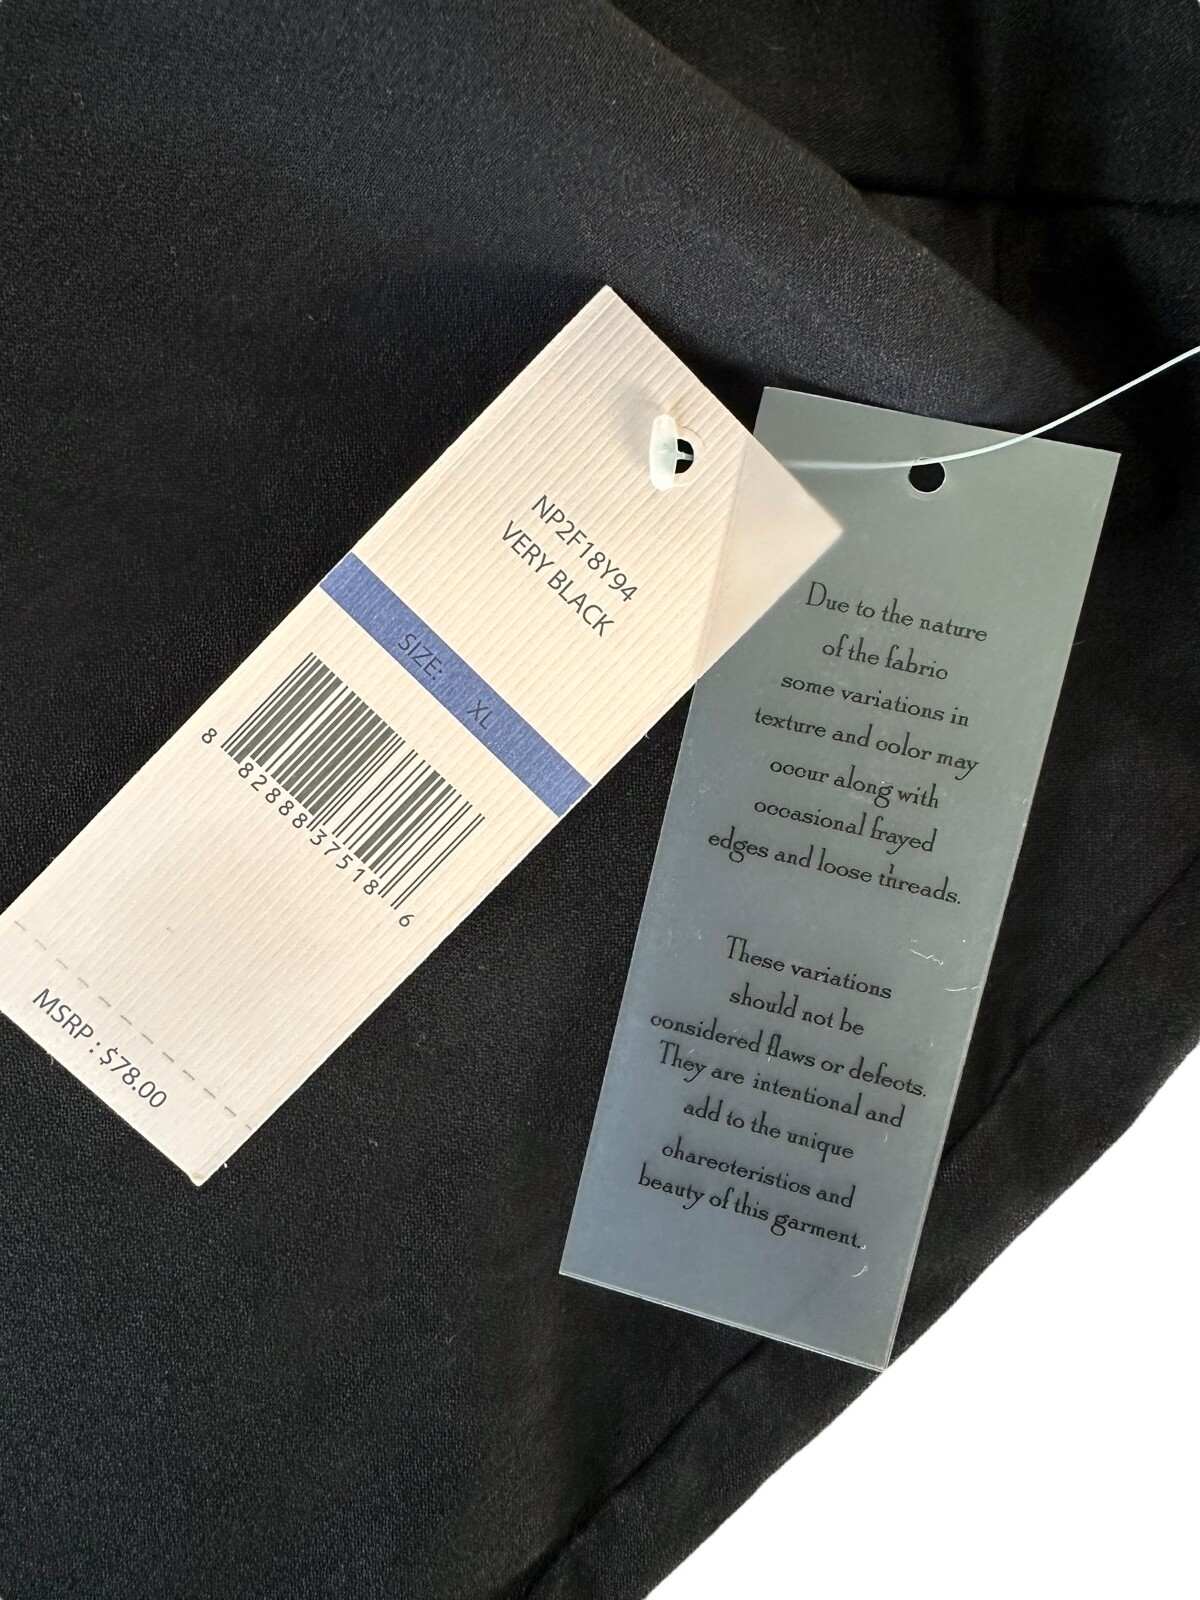 NP2F18Y94
VERY BLACK
SIZE: XL
8 82888 37518 6
MSRP : $78.00
Due to the nature
of the fabric
some variations in
texture and color may
occur along with
occasional frayed
edges and loose threads.
These variations
should not be
considered flaws or defects.
They are intentional and
add to the unique
charecteristics and
beauty of this garment.